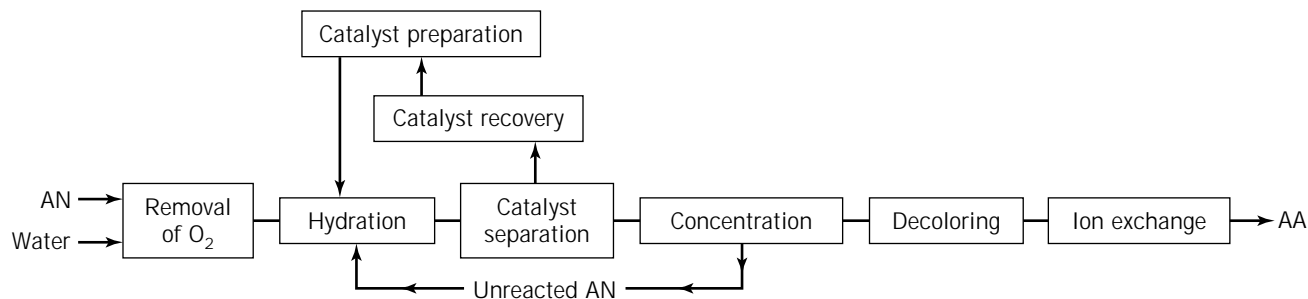 Catalyst preparation
Catalyst recovery
AN
Water
Removal
of O₂
Hydration
Catalyst
separation
Concentration
Decoloring
Ion exchange
AA
Unreacted AN